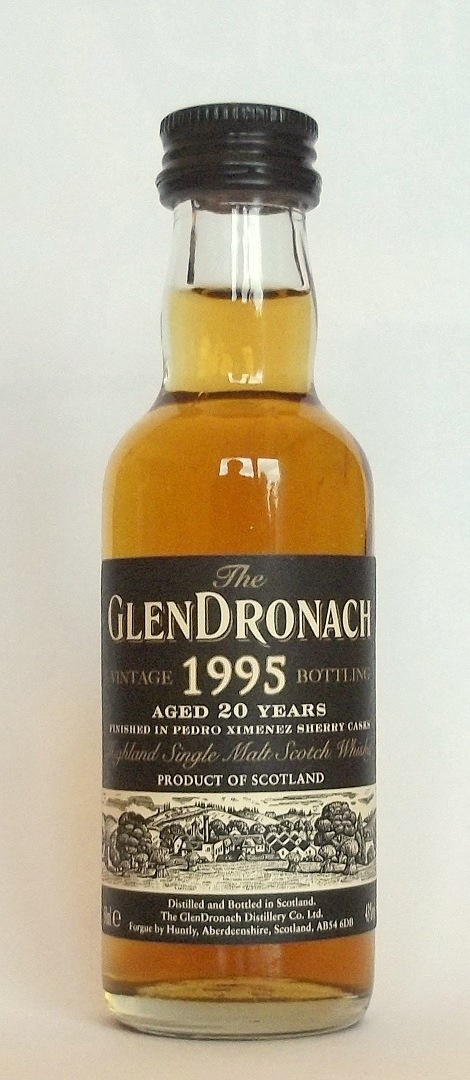 The
GLENDRONACH
VINTAGE 1995 BOTTLING
AGED 20 YEARS
FINISHED IN PEDRO XIMENEZ SHERRY CASKS
Highland Single Malt Scotch Whisky
PRODUCT OF SCOTLAND
Distilled and Bottled in Scotland.
The GlenDronach Distillery Co. Ltd.
Forgue by Huntly, Aberdeenshire, Scotland, AB54 6DB